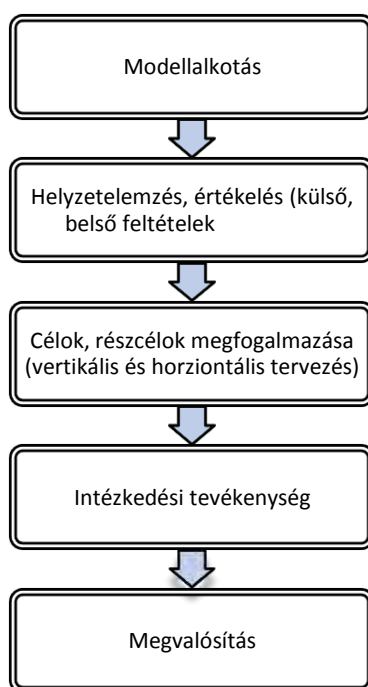 Modellalkotás
Helyzetelemzés, értékelés (külső,
belső feltételek
Célok, részcélok megfogalmazása
(vertikális és horziontális tervezés)
Intézkedési tevékenység
Megvalósítás